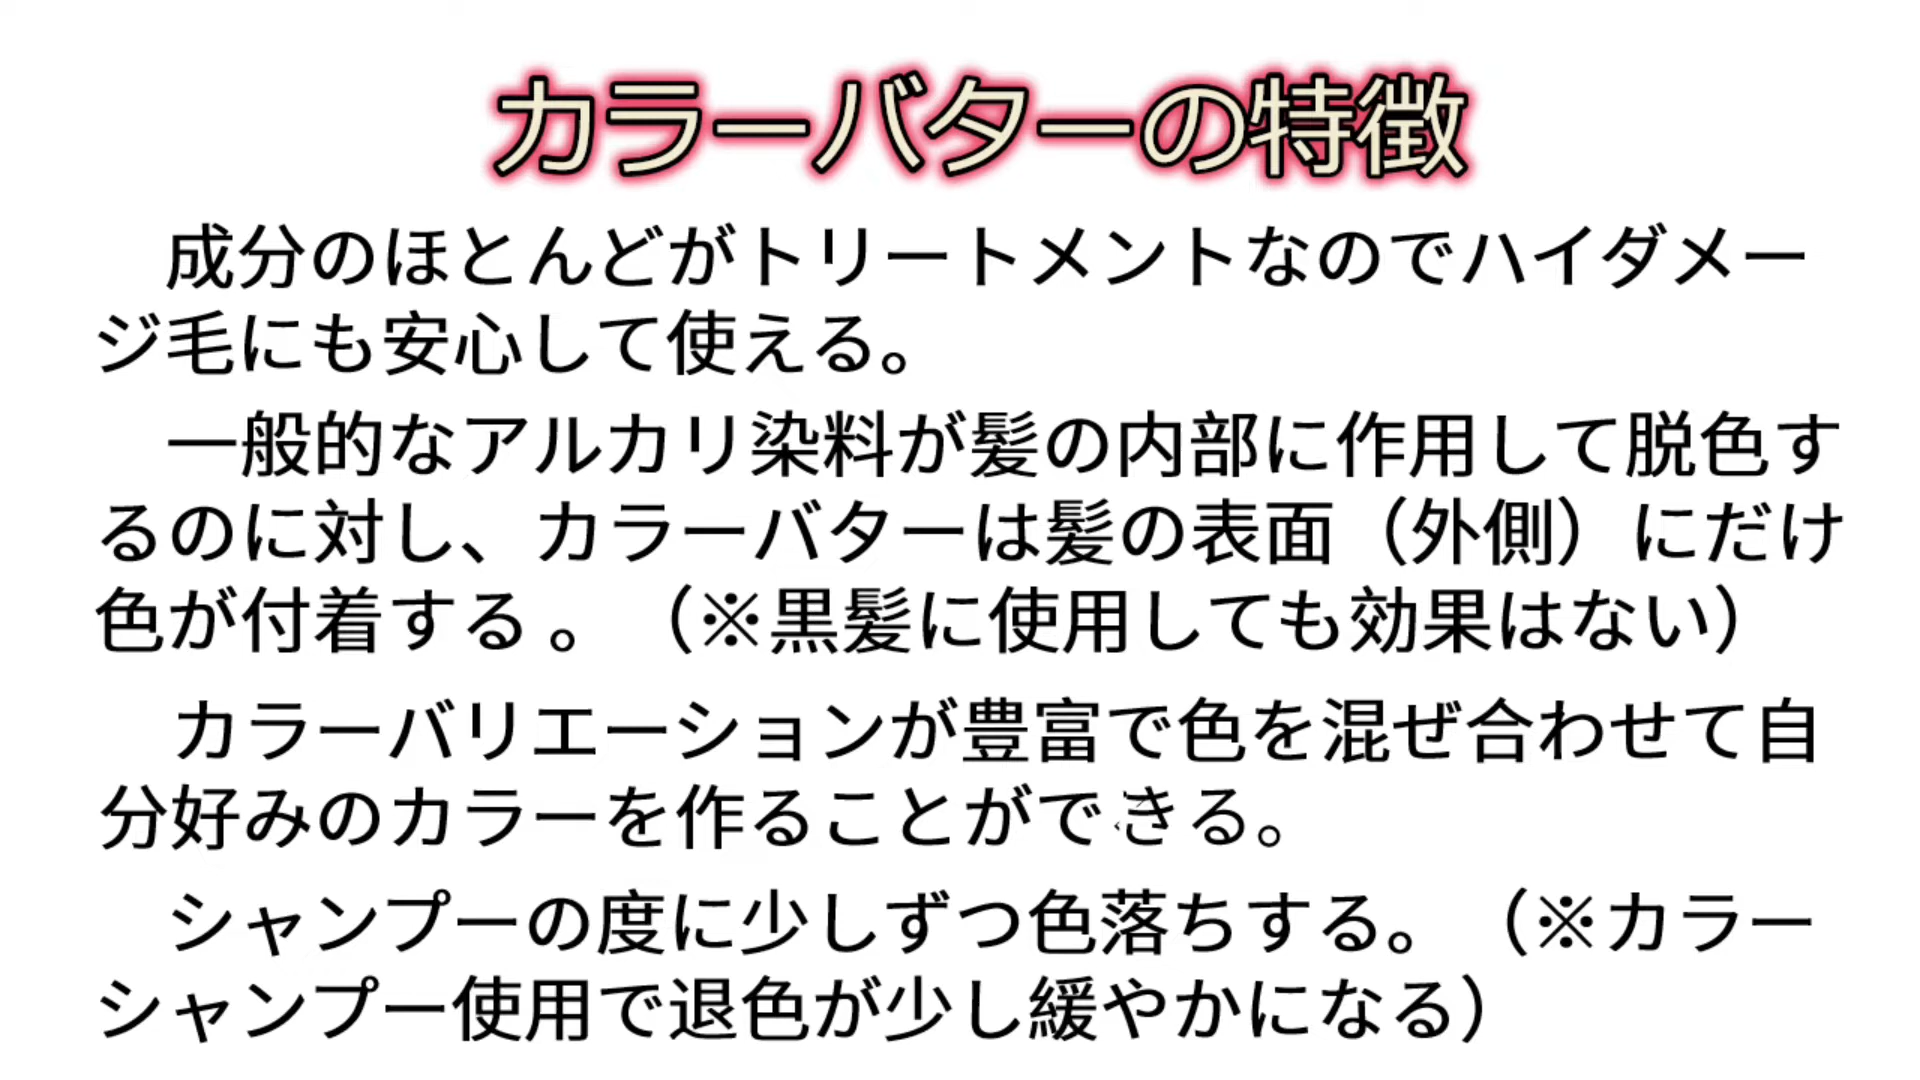 カラーバターの特徴
成分のほとんどがトリートメントなのでハイダメー
ジ毛にも安心して使える。
一般的なアルカリ染料が髪の内部に作用して脱色す
るのに対し、カラーバターは髪の表面（外側）にだけ
色が付着する 。（※黒髪に使用しても効果はない）
カラーバリエーションが豊富で色を混ぜ合わせて自
分好みのカラーを作ることができる。
シャンプーの度に少しずつ色落ちする。（※カラー
シャンプー使用で退色が少し緩やかになる）